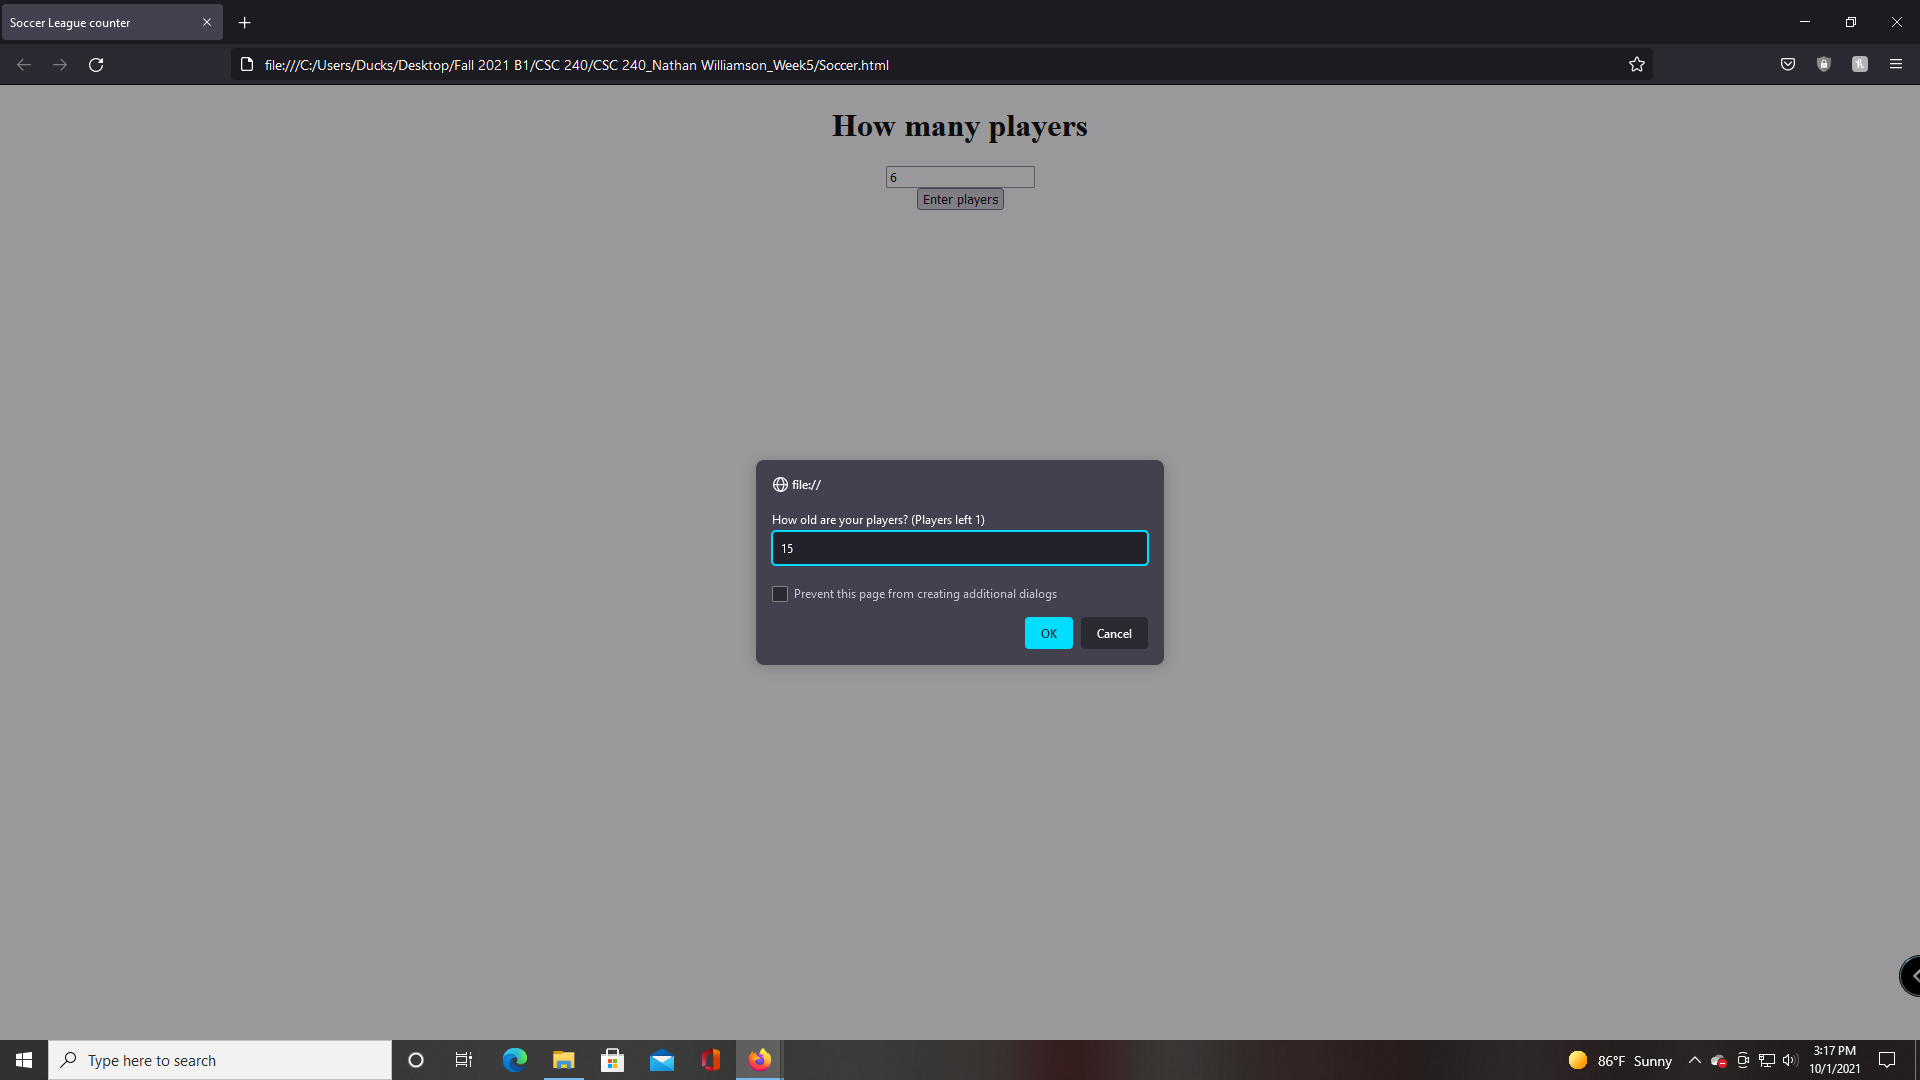 Soccer League counter
file:///C:/Users/Ducks/Desktop/Fall 2021 B1/CSC 240/CSC 240_Nathan Williamson_Week5/Soccer.html
How many players
6
Enter players
file://
How old are your players? (Players left 1)
15
Prevent this page from creating additional dialogs
OK
Cancel
Type here to search
86°F Sunny
3:17 PM
10/1/2021